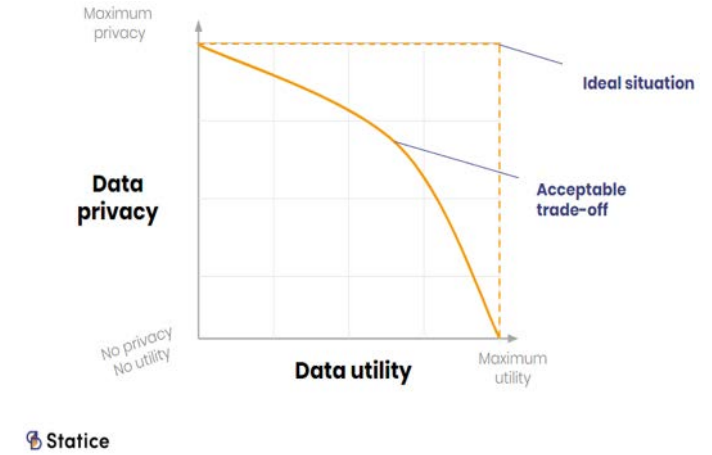 Maximum
privacy
Ideal situation
Data
privacy
Acceptable
trade-off
No privacy
No utility
Data utility
Maximum
utility
Statice